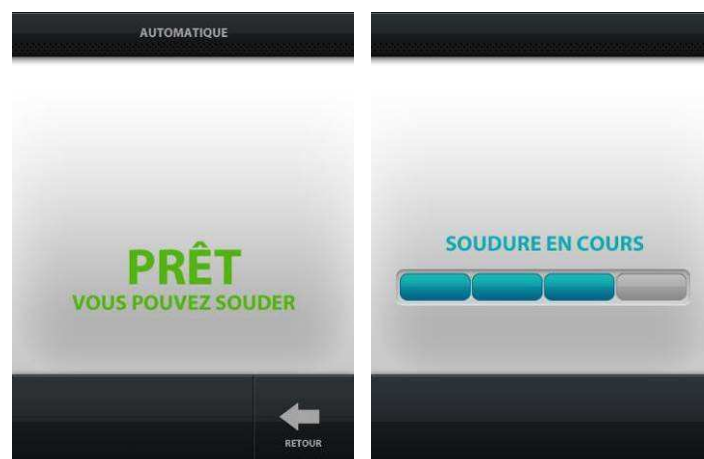 AUTOMATIQUE
PRÊT
VOUS POUVEZ SOUDER
RETOUR
SOUDURE EN COURS